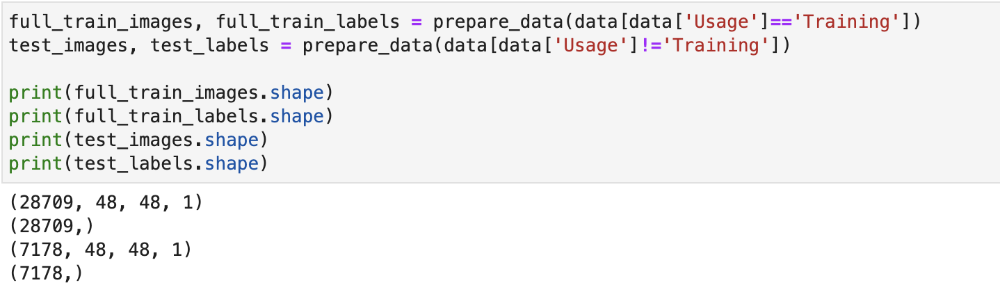 full_train_images, full_train_labels = prepare_data(data[data['Usage']=='Training'])
test_images, test_labels = prepare_data(data[data['Usage']!='Training'])
print(full_train_images.shape)
print(full_train_labels.shape)
print(test_images.shape)
print(test_labels.shape)
(28709, 48, 48, 1)
(28709,)
(7178, 48, 48, 1)
(7178,)